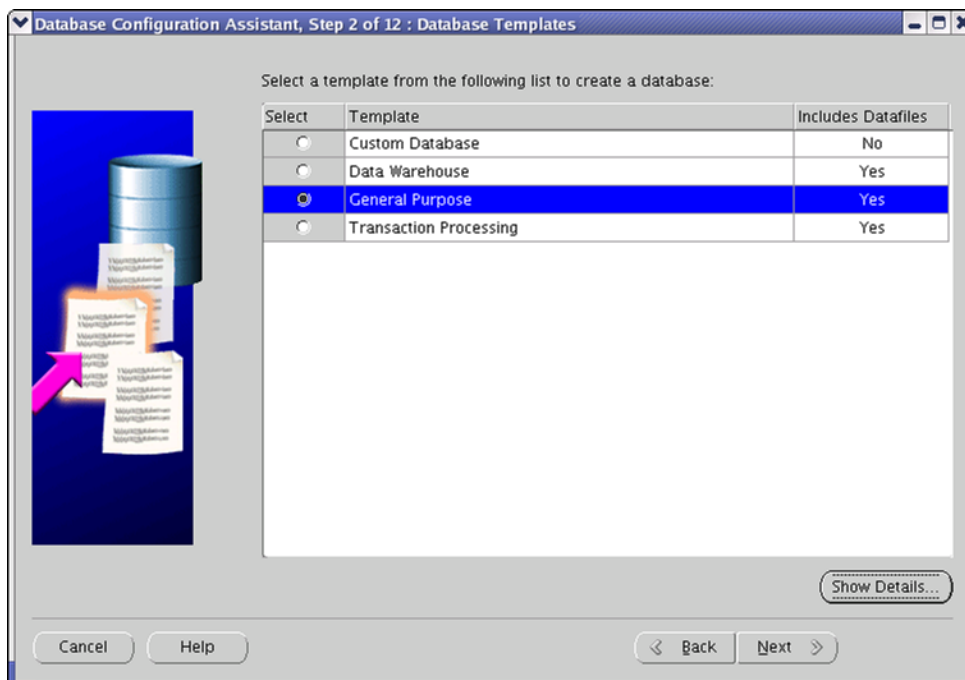 Database Configuration Assistant, Step 2 of 12 : Database Templates
Select a template from the following list to create a database:
Select Template Includes Datafiles
Custom Database No
Data Warehouse Yes
General Purpose Yes
Transaction Processing Yes
Show Details...
Cancel Help Back Next